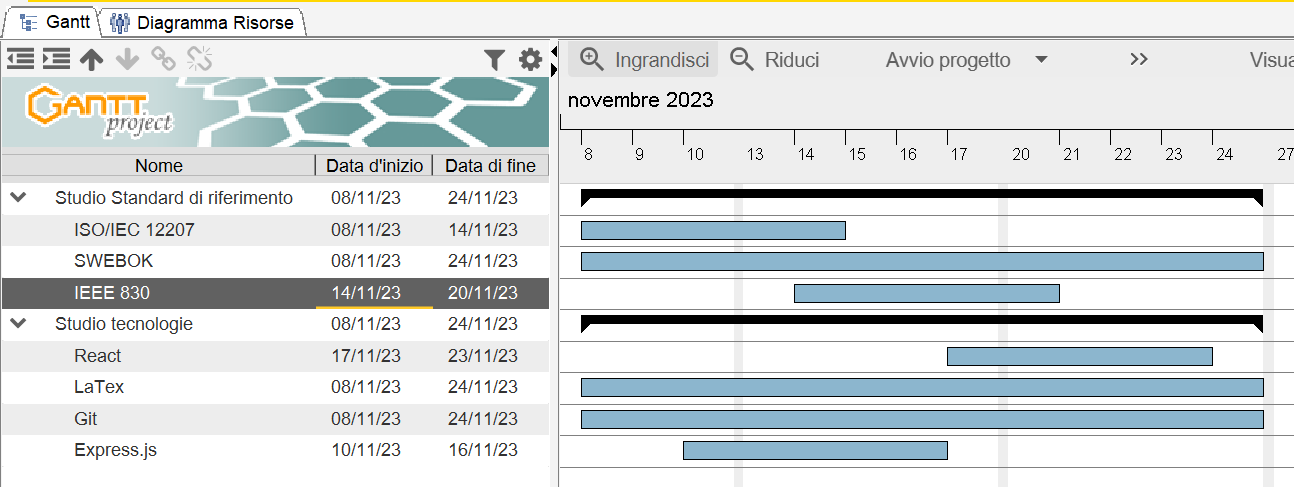 Gantt Diagramma Risorse
Ingrandisci Riduci Avvio progetto >> Visua
GANTT
project
novembre 2023
8 9 10 13 14 15 16 17 20 21 22 23 24 27
Nome Data d'inizio Data di fine
Studio Standard di riferimento 08/11/23 24/11/23
ISO/IEC 12207 08/11/23 14/11/23
SWEBOK 08/11/23 24/11/23
IEEE 830 14/11/23 20/11/23
Studio tecnologie 08/11/23 24/11/23
React 17/11/23 23/11/23
LaTex 08/11/23 24/11/23
Git 08/11/23 24/11/23
Express.js 10/11/23 16/11/23